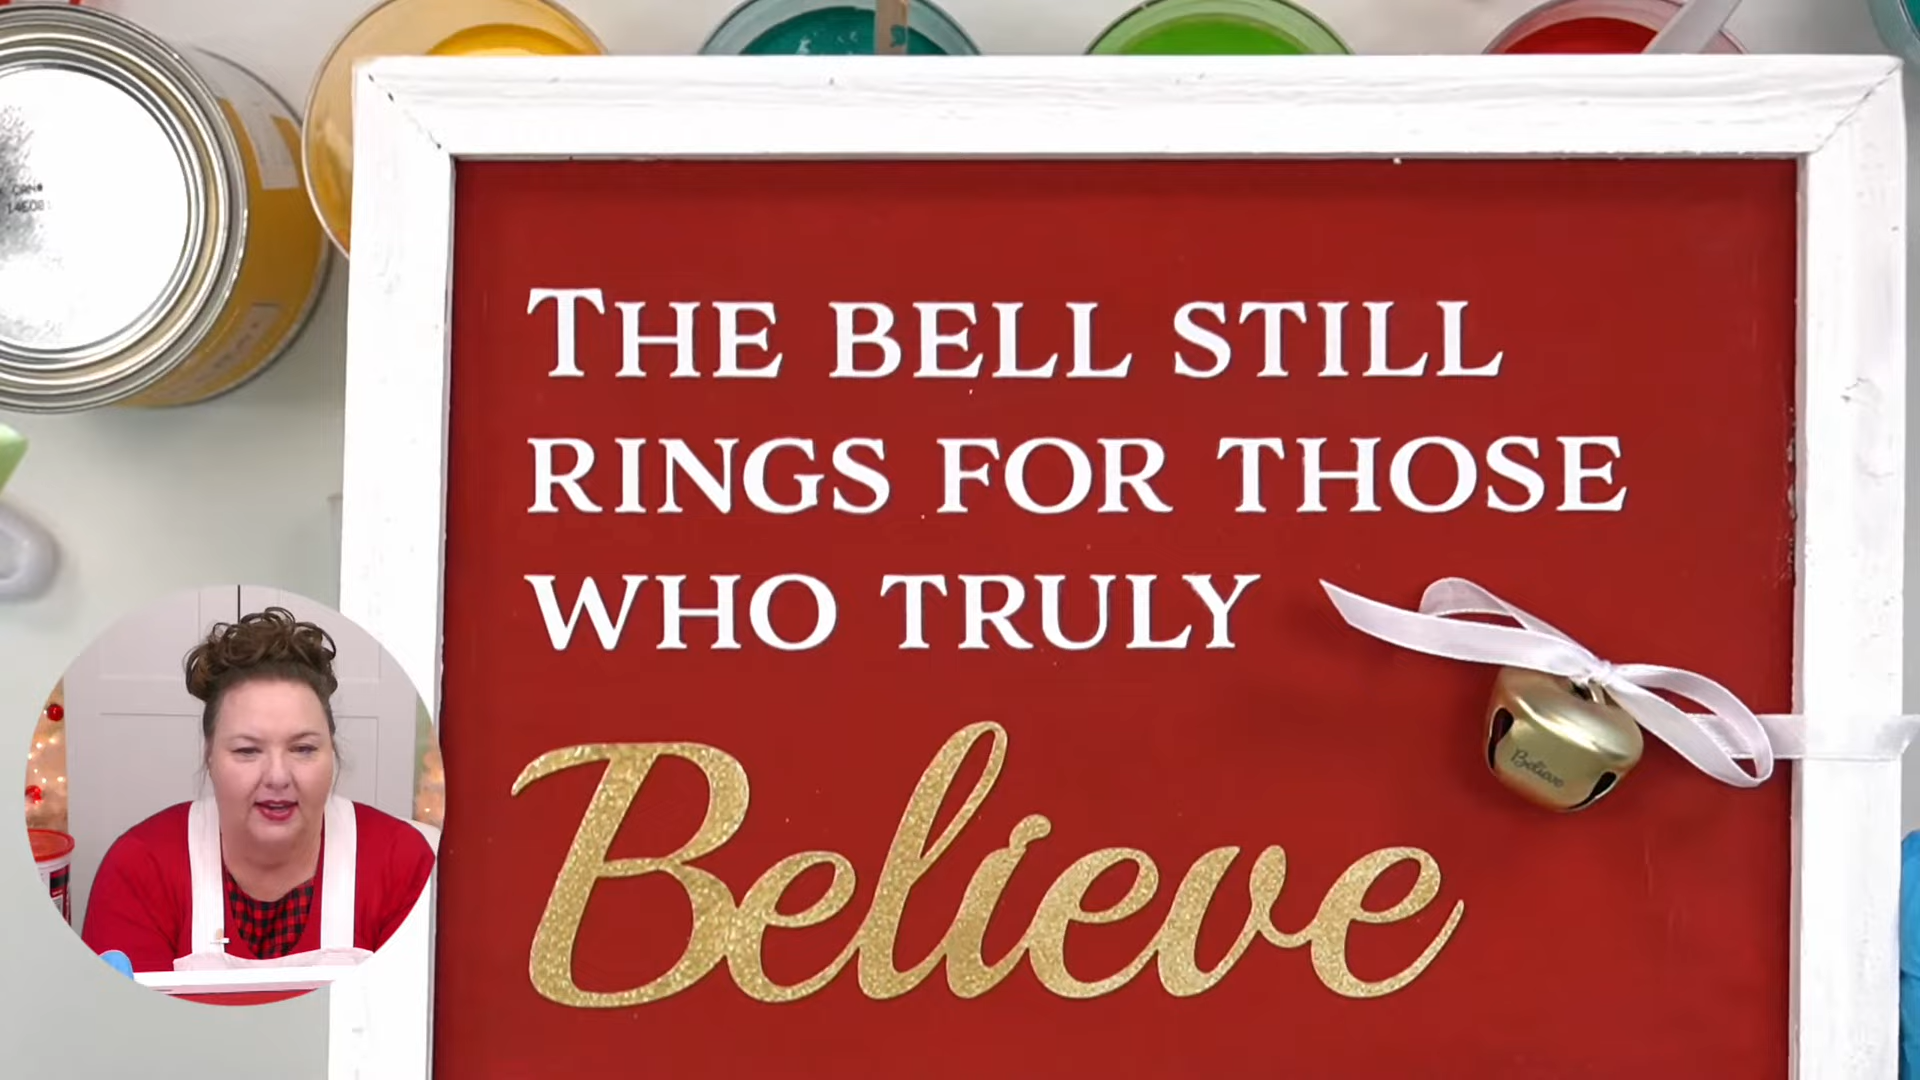 THE BELL STILL
RINGS FOR THOSE
WHO TRULY
Believe
Believe